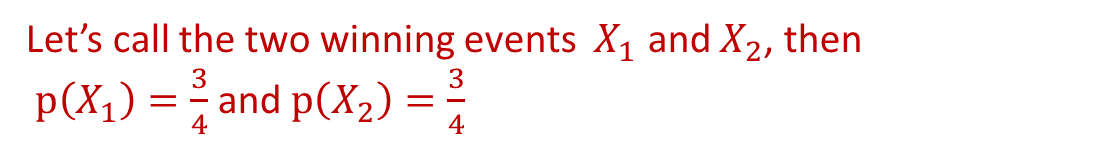 Let's call the two winning events X₁ and X₂, then
p(X₁) = 3/4 and p(X₂) = 3/4